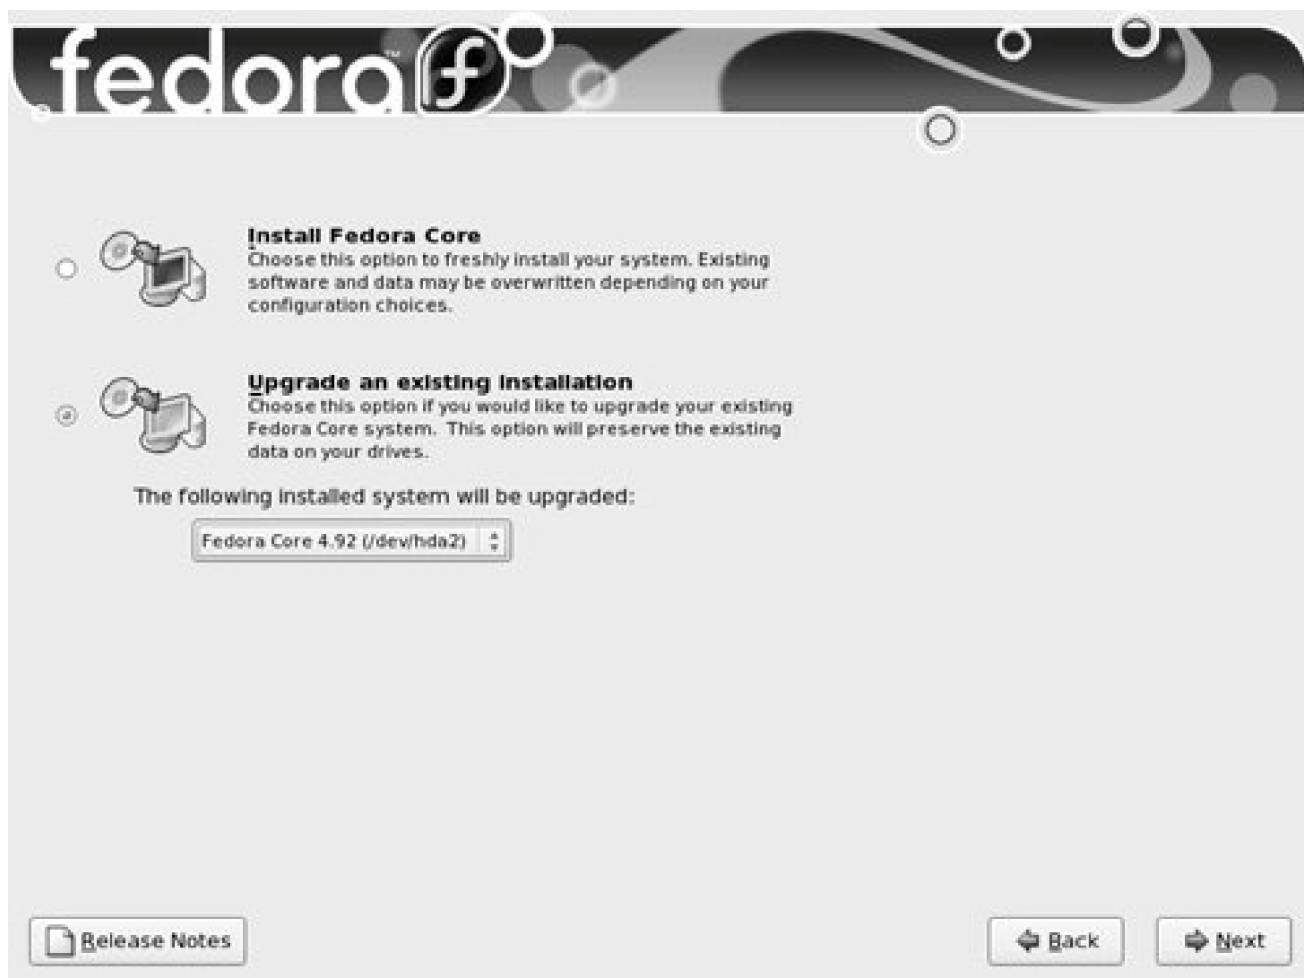 fedora™ f
Install Fedora Core
Choose this option to freshly install your system. Existing
software and data may be overwritten depending on your
configuration choices.
Upgrade an existing installation
Choose this option if you would like to upgrade your existing
Fedora Core system. This option will preserve the existing
data on your drives.
The following installed system will be upgraded:
Fedora Core 4.92 (/dev/hda2)
Release Notes
Back
Next